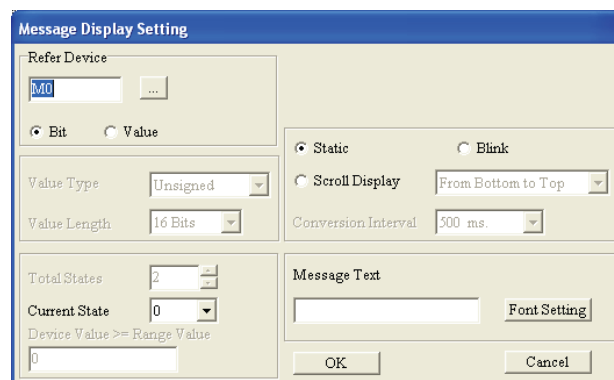 Message Display Setting
Refer Device
M0
...
Bit
Value
Value Type
Unsigned
Value Length
16 Bits
Static
Blink
Scroll Display
From Bottom to Top
Conversion Interval
500 ms.
Total States
2
Current State
0
Device Value >= Range Value
0
Message Text
Font Setting
OK
Cancel